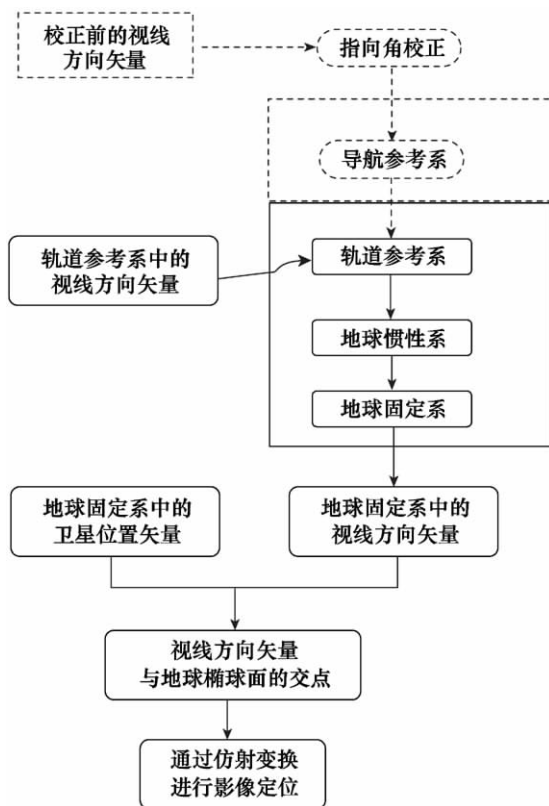 校正前的视线
方向矢量
指向角校正
导航参考系
轨道参考系中的
视线方向矢量
轨道参考系
地球惯性系
地球固定系
地球固定系中的
卫星位置矢量
地球固定系中的
视线方向矢量
视线方向矢量
与地球椭球面的交点
通过仿射变换
进行影像定位